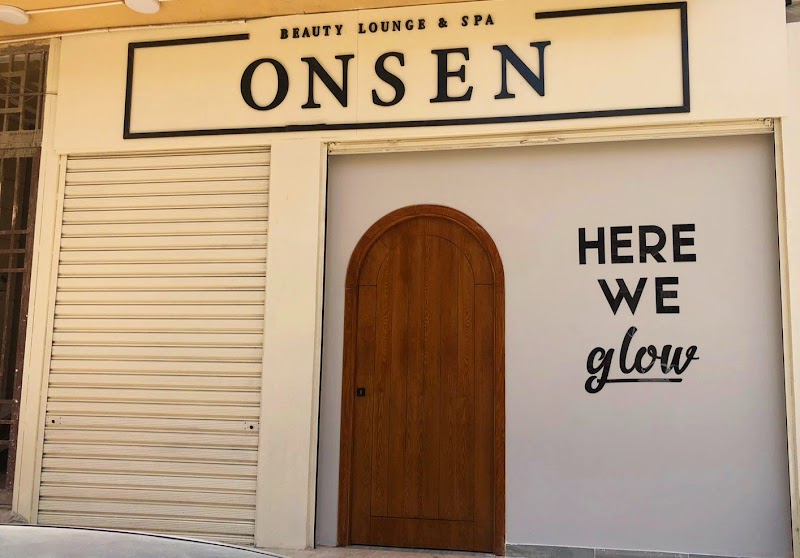 BEAUTY LOUNGE & SPA
ONSEN
HERE
WE
glow